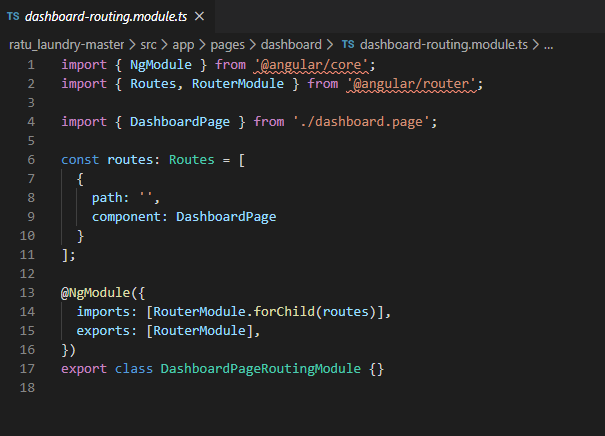 TS dashboard-routing.module.ts ×
ratu_laundry-master > src > app > pages > dashboard > TS dashboard-routing.module.ts > ...
1 import { NgModule } from '@angular/core';
2 import { Routes, RouterModule } from '@angular/router';
3
4 import { DashboardPage } from './dashboard.page';
5
6 const routes: Routes = [
7   {
8     path: '',
9     component: DashboardPage
10   }
11 ];
12
13 @NgModule({
14   imports: [RouterModule.forChild(routes)],
15   exports: [RouterModule],
16 })
17 export class DashboardPageRoutingModule {}
18